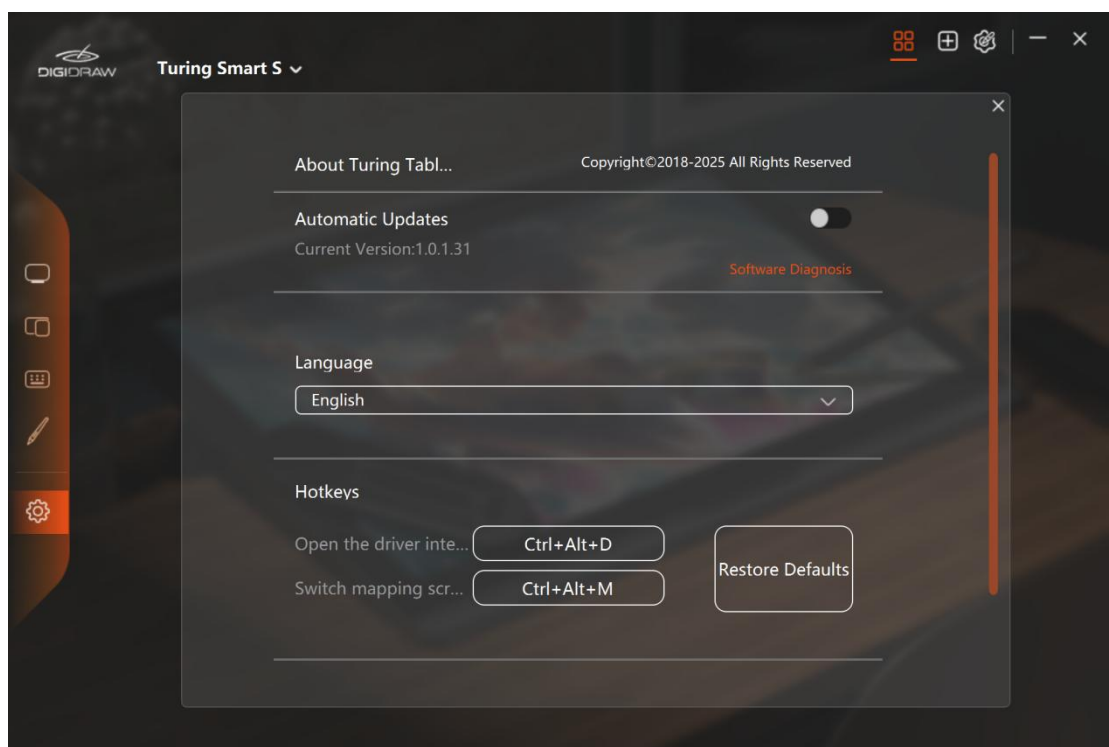 DIGIDRAW
Turing Smart S
About Turing Tabl...
Copyright©2018-2025 All Rights Reserved
Automatic Updates
Current Version:1.0.1.31
Software Diagnosis
Language
English
Hotkeys
Open the driver inte...
Ctrl+Alt+D
Switch mapping scr...
Ctrl+Alt+M
Restore Defaults